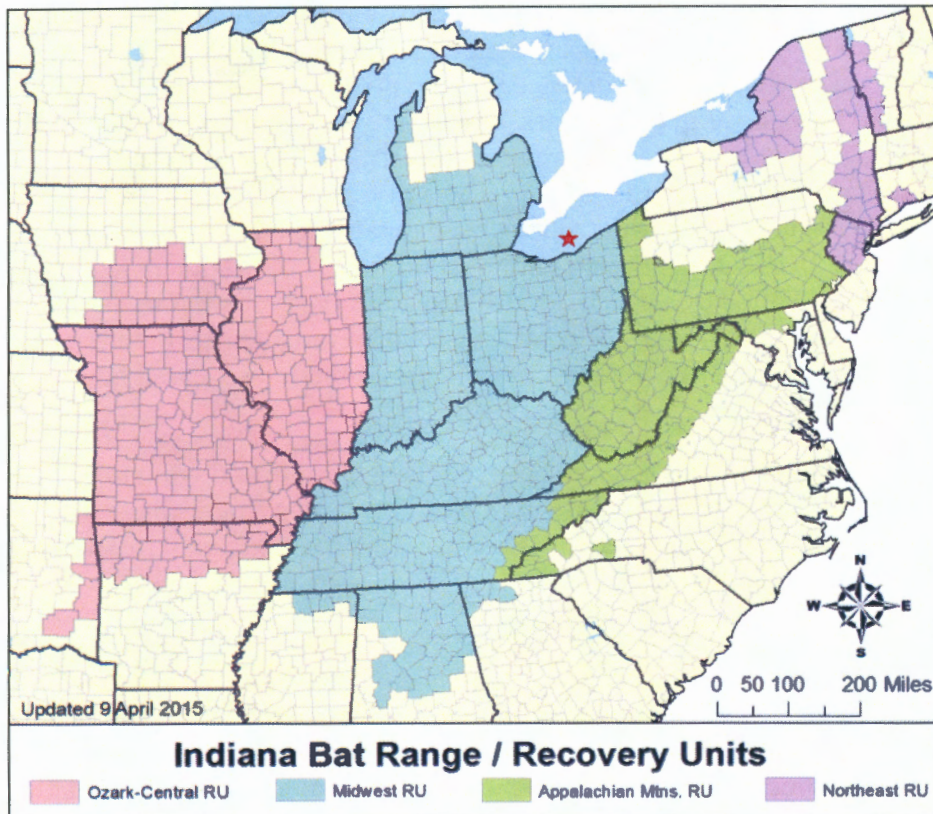 N
W E
S
0 50 100 200 Miles
Updated 9 April 2015
Indiana Bat Range / Recovery Units
Ozark-Central RU Midwest RU Appalachian Mtns. RU Northeast RU